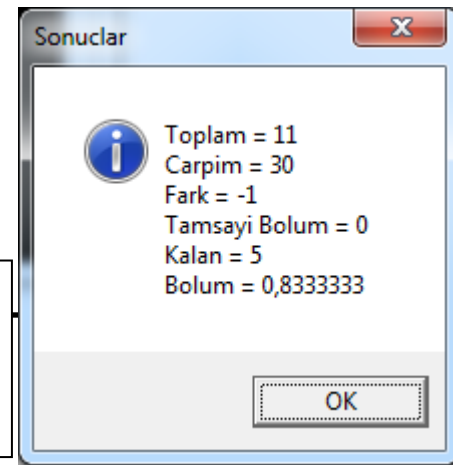 Sonuclar
Toplam = 11
Carpim = 30
Fark = -1
Tamsayi Bolum = 0
Kalan = 5
Bolum = 0,8333333
OK